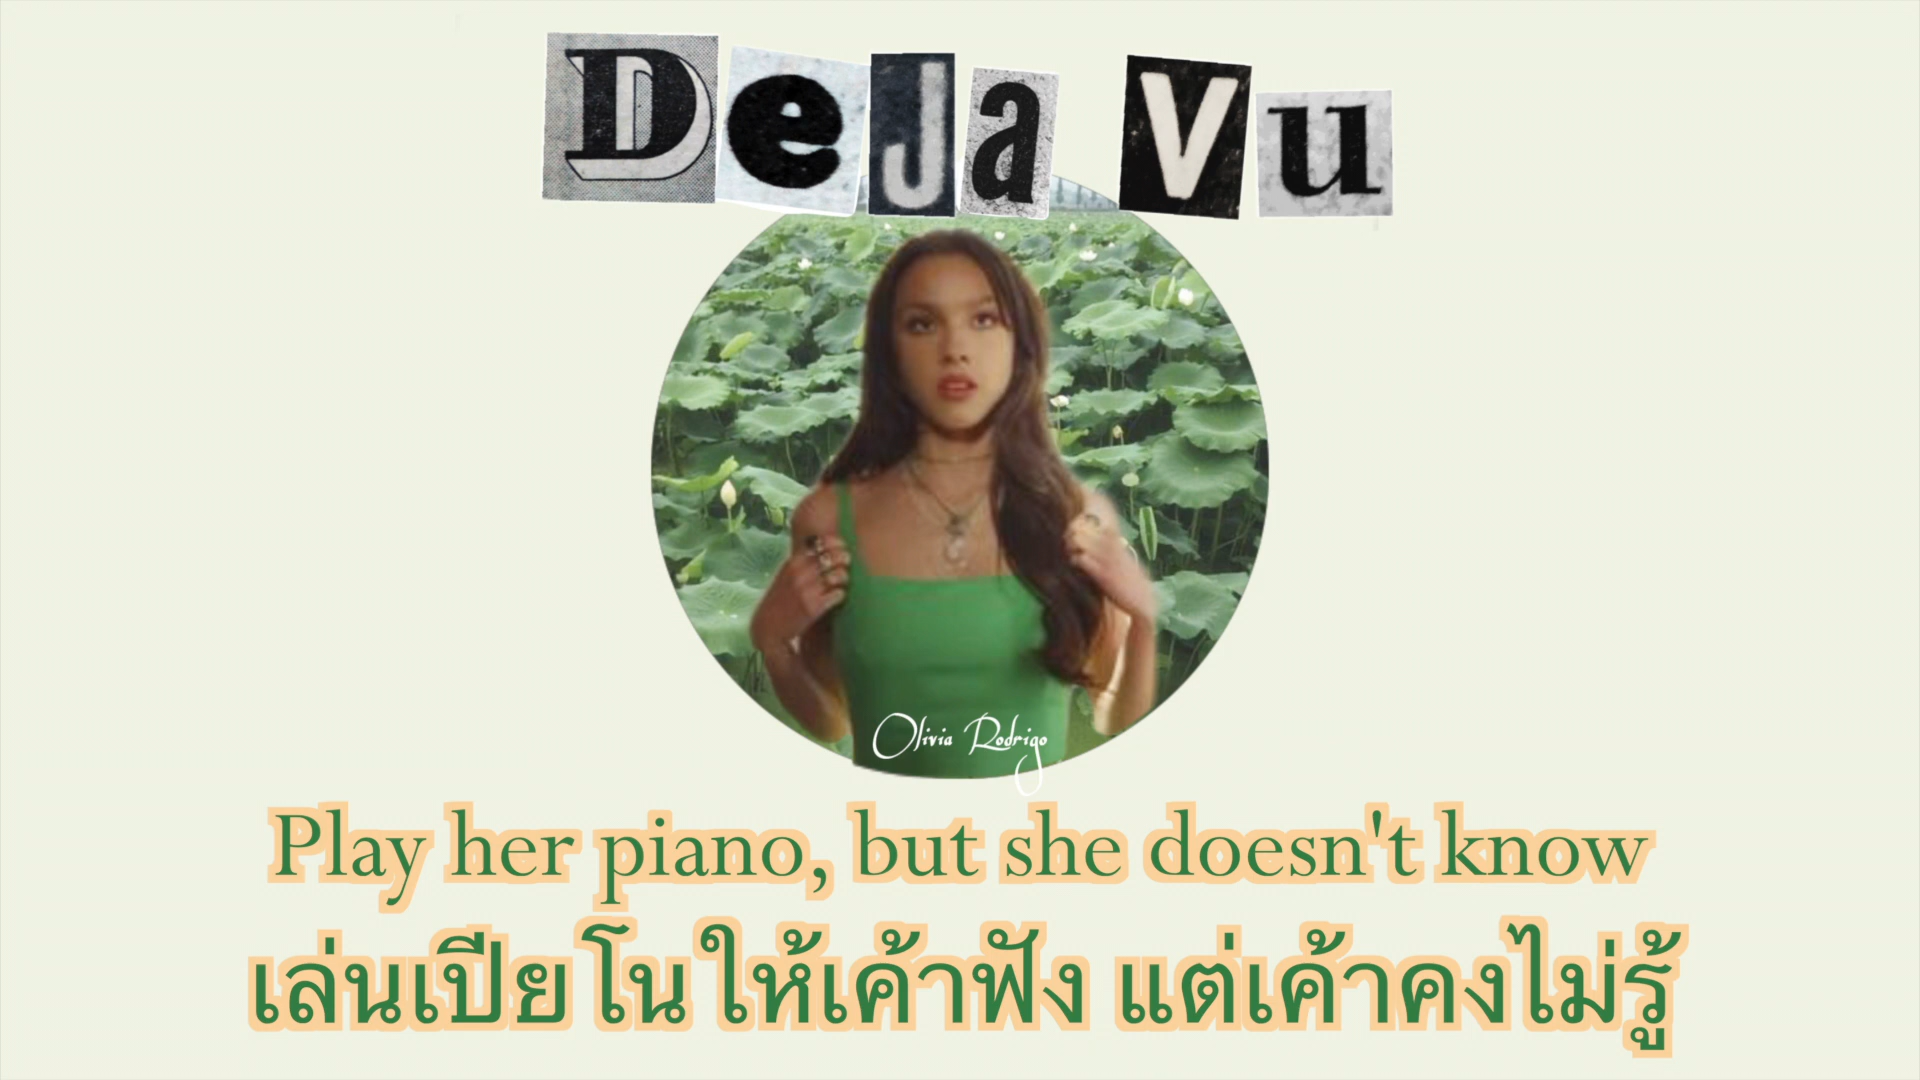 DeJa Vu
Olivia Rodrigo
Play her piano, but she doesn't know
เล่นเปียโนให้เค้าฟัง แต่เค้าคงไม่รู้